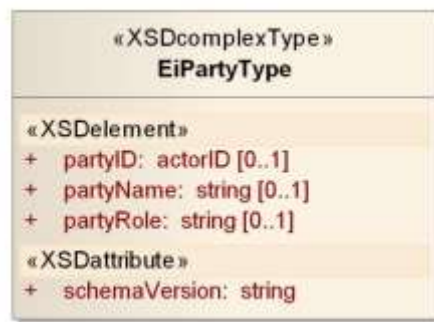 «XSDcomplexType»
EiPartyType
«XSDelement»
+ partyID: actorID [0..1]
+ partyName: string [0..1]
+ partyRole: string [0..1]
«XSDattribute»
+ schemaVersion: string